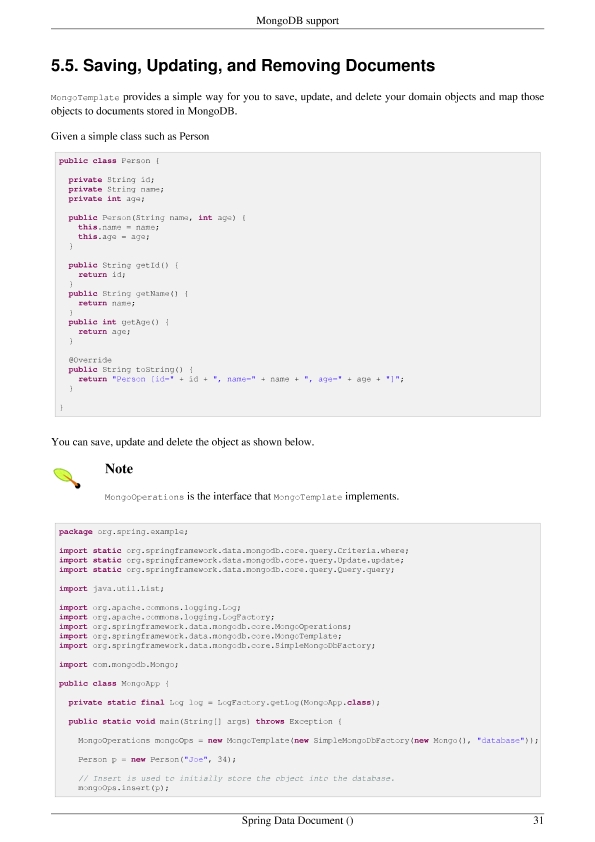 MongoDB support
5.5. Saving, Updating, and Removing Documents
MongoTemplate provides a simple way for you to save, update, and delete your domain objects and map those
objects to documents stored in MongoDB.
Given a simple class such as Person
public class Person {
private String id;
private String name;
private int age;
public Person(String name, int age) {
this.name = name;
this.age = age;
}
public String getId() {
return id;
}
public String getName() {
return name;
}
public int getAge() {
return age;
}
@Override
public String toString() {
return "Person [id=" + id + ", name=" + name + ", age=" + age + "]";
}
}
You can save, update and delete the object as shown below.
Note
MongoOperations is the interface that MongoTemplate implements.
package org.spring.example;
import static org.springframework.data.mongodb.core.query.Criteria.where;
import static org.springframework.data.mongodb.core.query.Update.update;
import static org.springframework.data.mongodb.core.query.Query.query;
import java.util.List;
import org.apache.commons.logging.Log;
import org.apache.commons.logging.LogFactory;
import org.springframework.data.mongodb.core.MongoOperations;
import org.springframework.data.mongodb.core.MongoTemplate;
import org.springframework.data.mongodb.core.SimpleMongoDbFactory;
import com.mongodb.Mongo;
public class MongoApp {
private static final Log log = LogFactory.getLog(MongoApp.class);
public static void main(String[] args) throws Exception {
MongoOperations mongoOps = new MongoTemplate(new SimpleMongoDbFactory(new Mongo(), "database"));
Person p = new Person("Joe", 34);
// Insert is used to initially store the object into the database.
mongoOps.insert(p);
Spring Data Document () 31